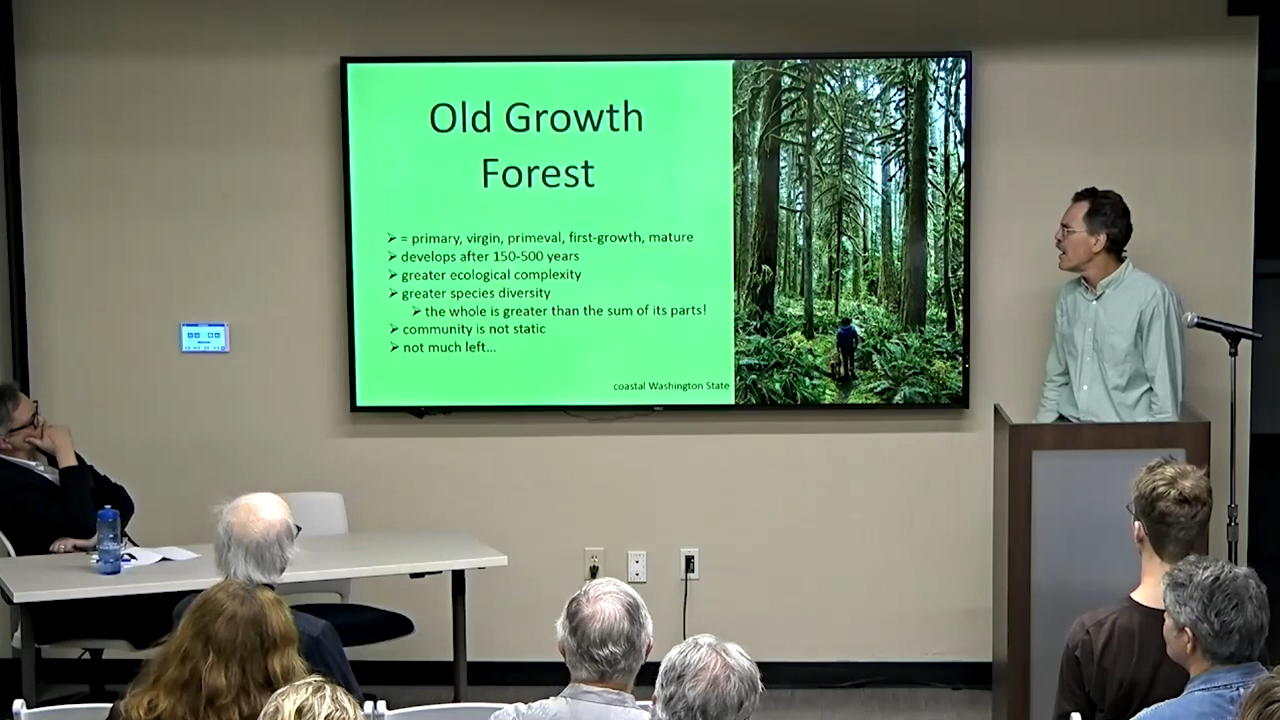 Old Growth
Forest
➢ = primary, virgin, primeval, first-growth, mature
➢ develops after 150-500 years
➢ greater ecological complexity
➢ greater species diversity
➢ the whole is greater than the sum of its parts!
➢ community is not static
➢ not much left...
coastal Washington State